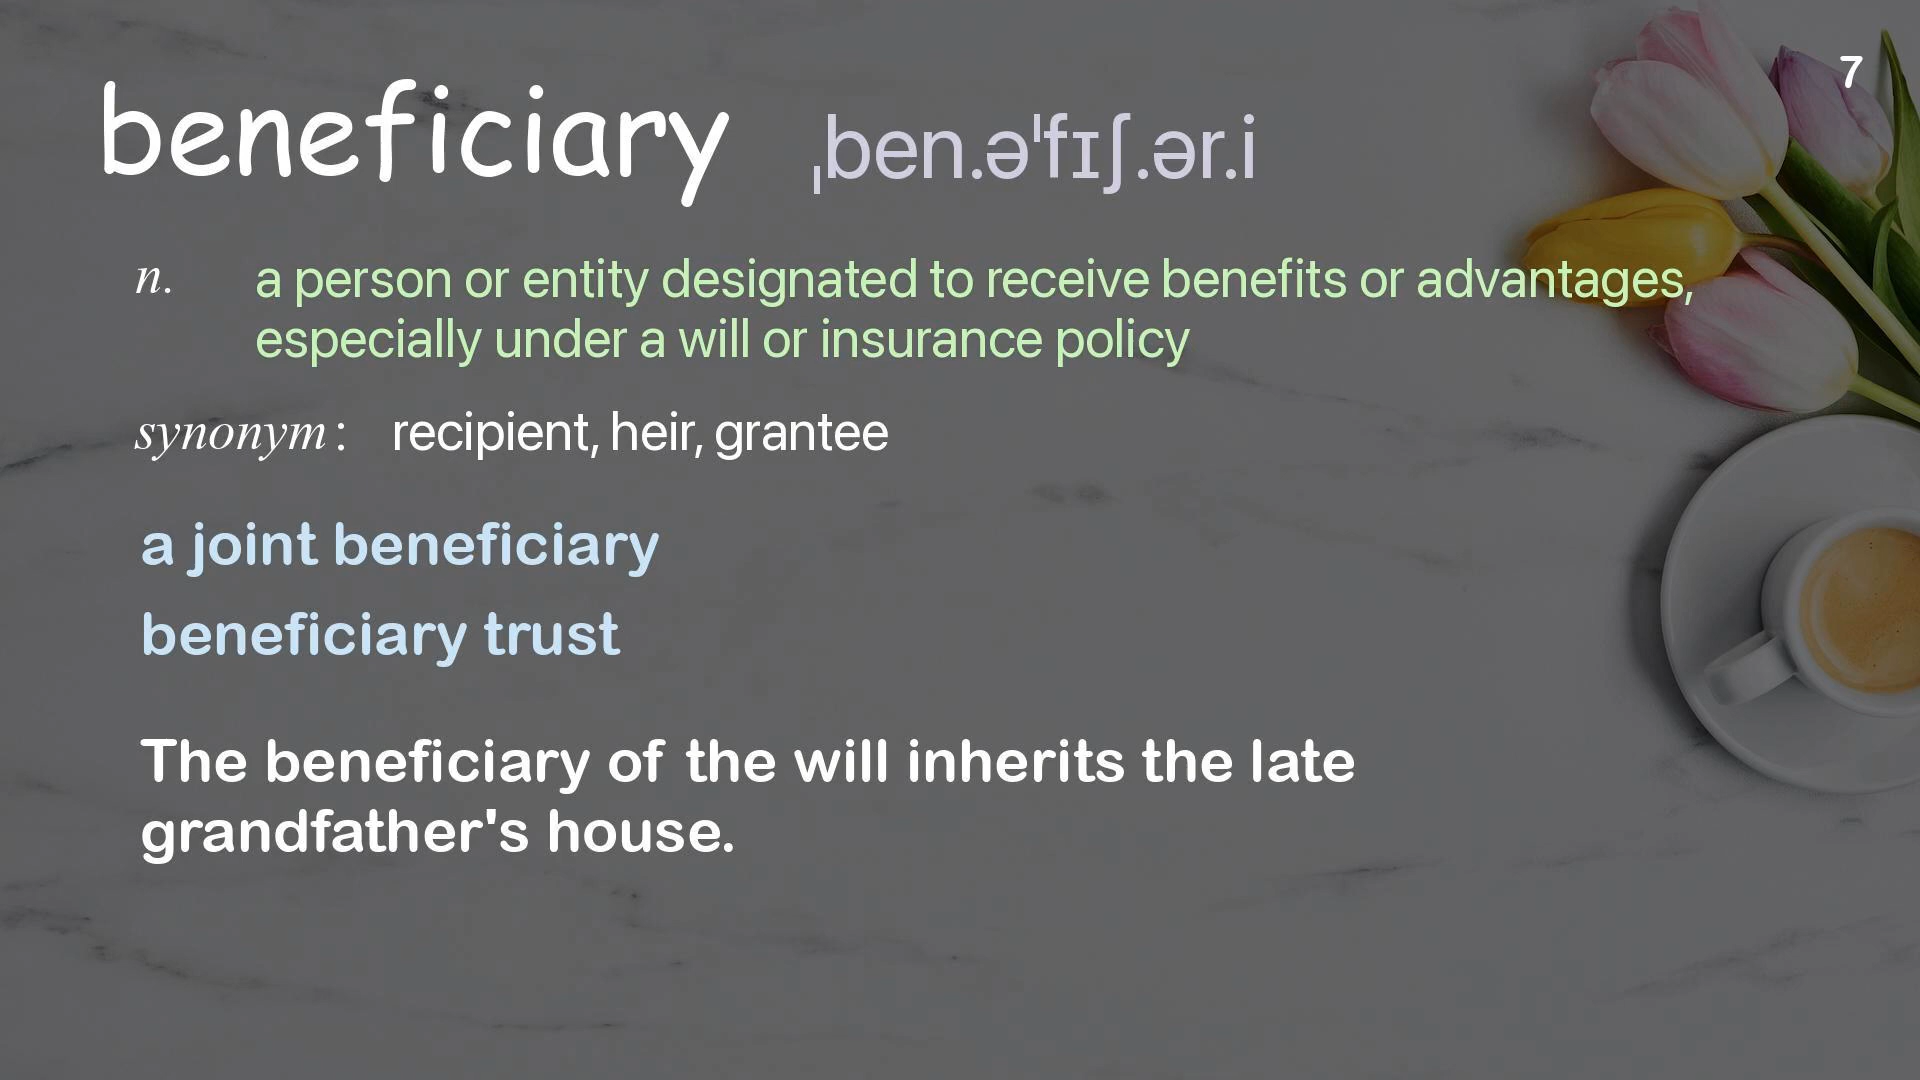 7
beneficiary ˌben.əˈfɪʃ.ər.i
n. a person or entity designated to receive benefits or advantages,
especially under a will or insurance policy
synonym: recipient, heir, grantee
a joint beneficiary
beneficiary trust
The beneficiary of the will inherits the late
grandfather's house.